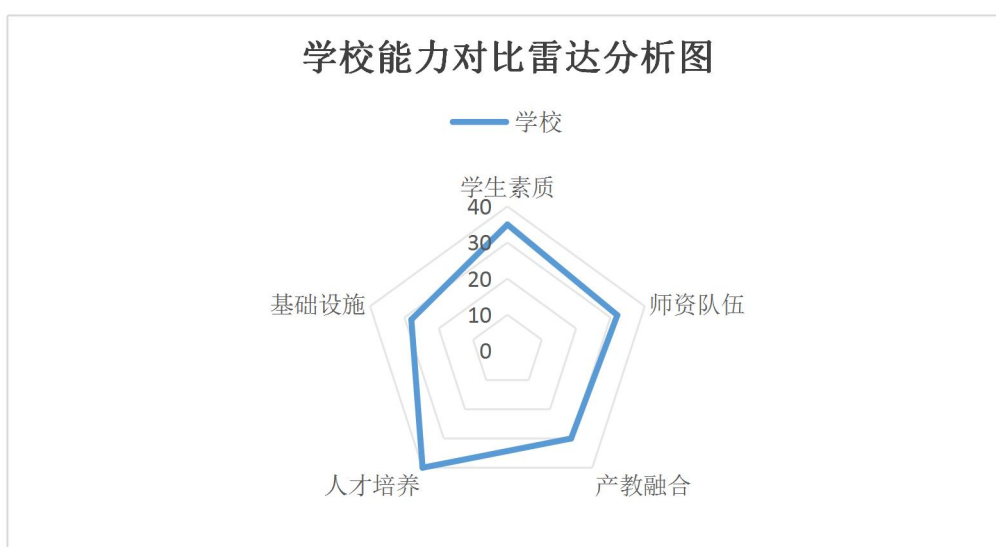 学校能力对比雷达分析图
学校
学生素质
40
30
20
10
0
师资队伍
产教融合
人才培养
基础设施